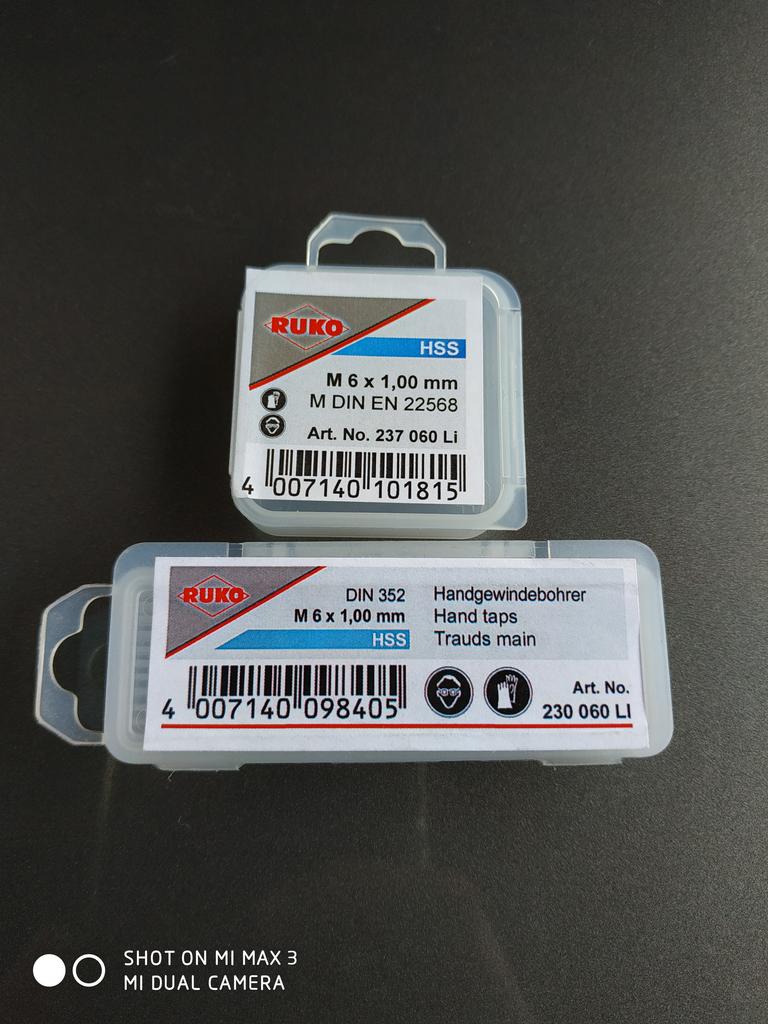 RUKO
HSS
M 6 x 1,00 mm
M DIN EN 22568
Art. No. 237 060 Li
4 007140 101815
RUKO
DIN 352
M 6 x 1,00 mm
HSS
Handgewindebohrer
Hand taps
Trauds main
4 007140 098405
Art. No.
230 060 LI
SHOT ON MI MAX 3
MI DUAL CAMERA